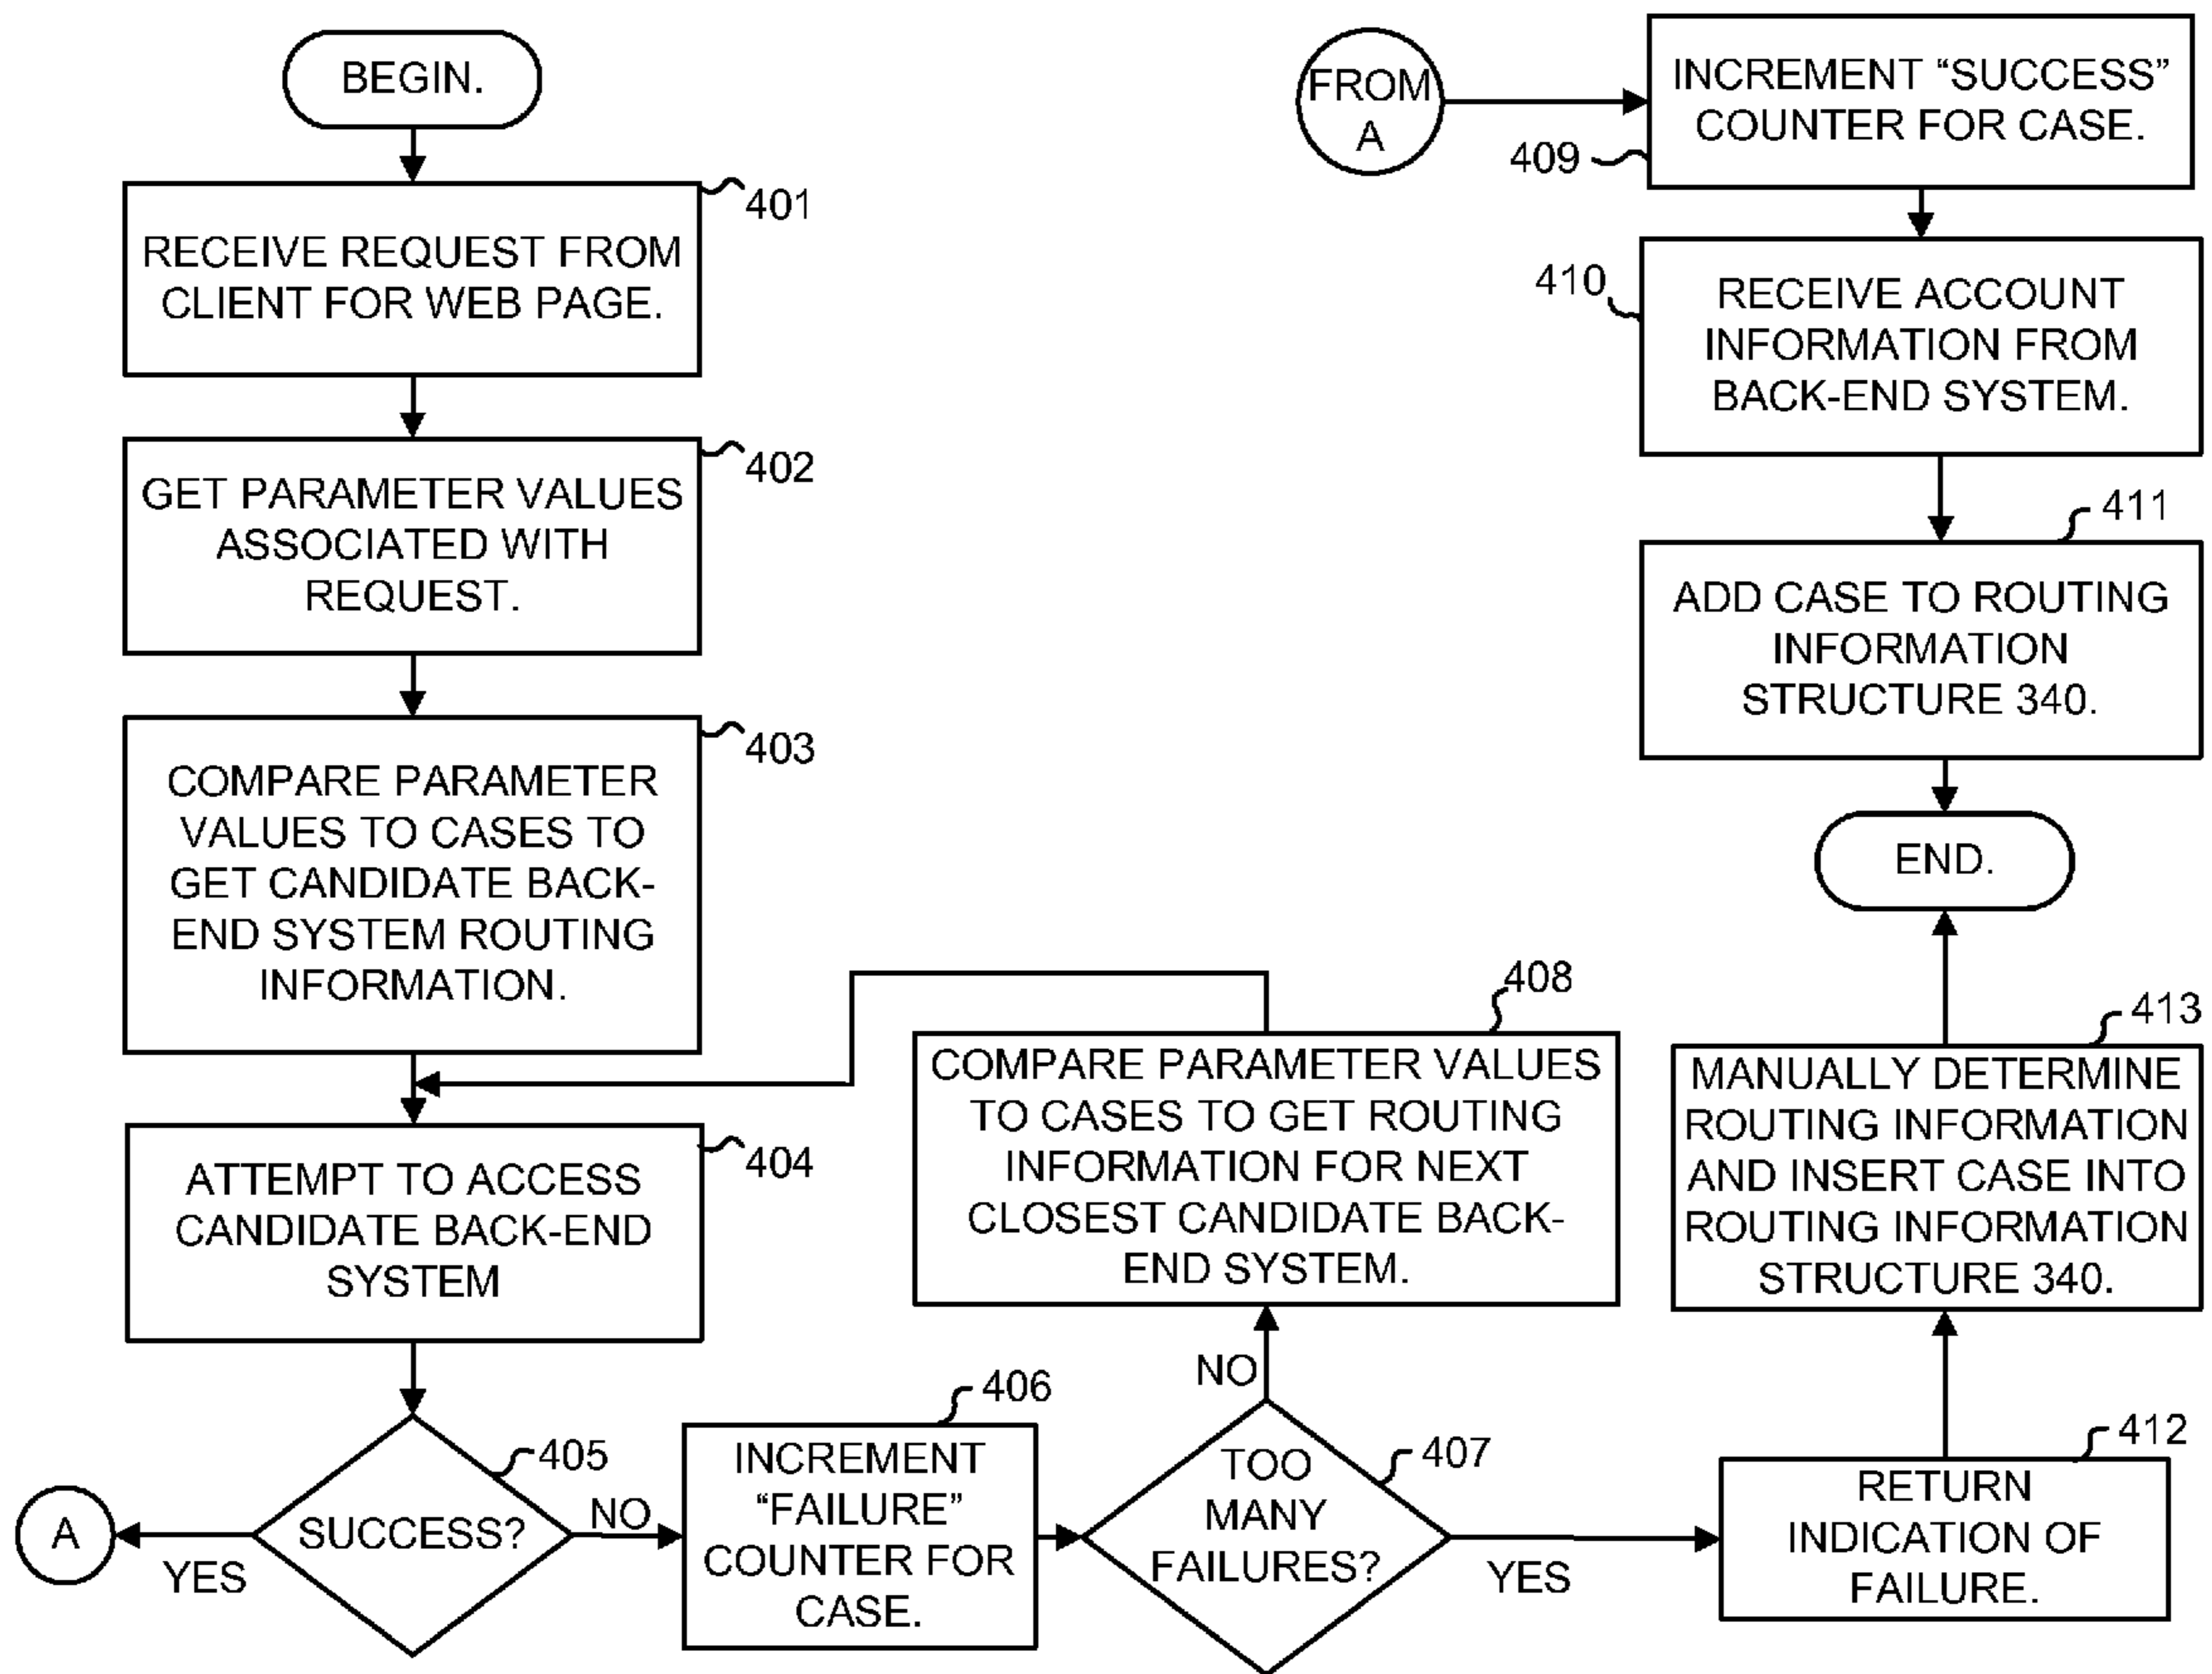 BEGIN.
401
RECEIVE REQUEST FROM
CLIENT FOR WEB PAGE.
402
GET PARAMETER VALUES
ASSOCIATED WITH
REQUEST.
403
COMPARE PARAMETER
VALUES TO CASES TO
GET CANDIDATE BACK-
END SYSTEM ROUTING
INFORMATION.
404
ATTEMPT TO ACCESS
CANDIDATE BACK-END
SYSTEM
405
SUCCESS?
YES
A
NO
406
INCREMENT
“FAILURE”
COUNTER FOR
CASE.
407
TOO
MANY
FAILURES?
NO
YES
408
COMPARE PARAMETER VALUES
TO CASES TO GET ROUTING
INFORMATION FOR NEXT
CLOSEST CANDIDATE BACK-
END SYSTEM.
FROM
A
409
INCREMENT “SUCCESS”
COUNTER FOR CASE.
410
RECEIVE ACCOUNT
INFORMATION FROM
BACK-END SYSTEM.
411
ADD CASE TO ROUTING
INFORMATION
STRUCTURE 340.
END.
413
MANUALLY DETERMINE
ROUTING INFORMATION
AND INSERT CASE INTO
ROUTING INFORMATION
STRUCTURE 340.
412
RETURN
INDICATION OF
FAILURE.